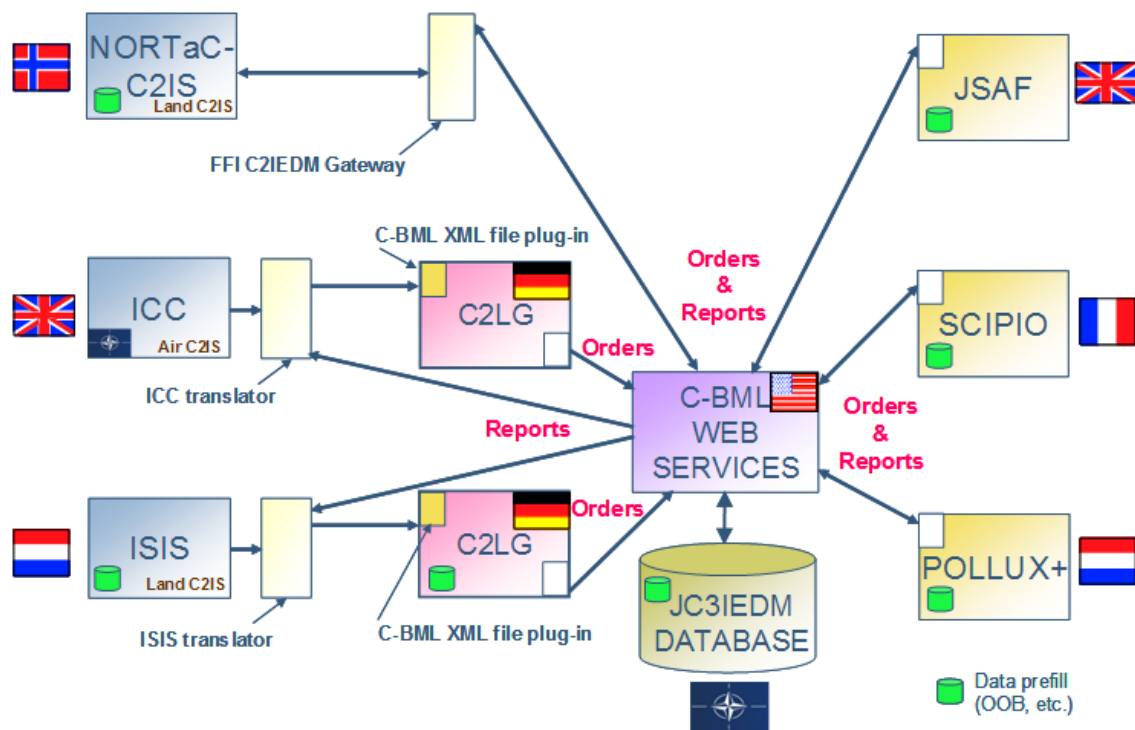 NORTaC-
C2IS
Land C2IS
FFI C2IEDM Gateway
JSAF
C-BML XML file plug-in
Orders
&
Reports
ICC
Air C2IS
C2LG
Orders
SCIPIO
ICC translator
C-BML
WEB
SERVICES
Reports
Orders
&
Reports
ISIS
Land C2IS
C2LG
Orders
POLLUX+
JC3IEDM
DATABASE
ISIS translator
C-BML XML file plug-in
Data prefill
(OOB, etc.)